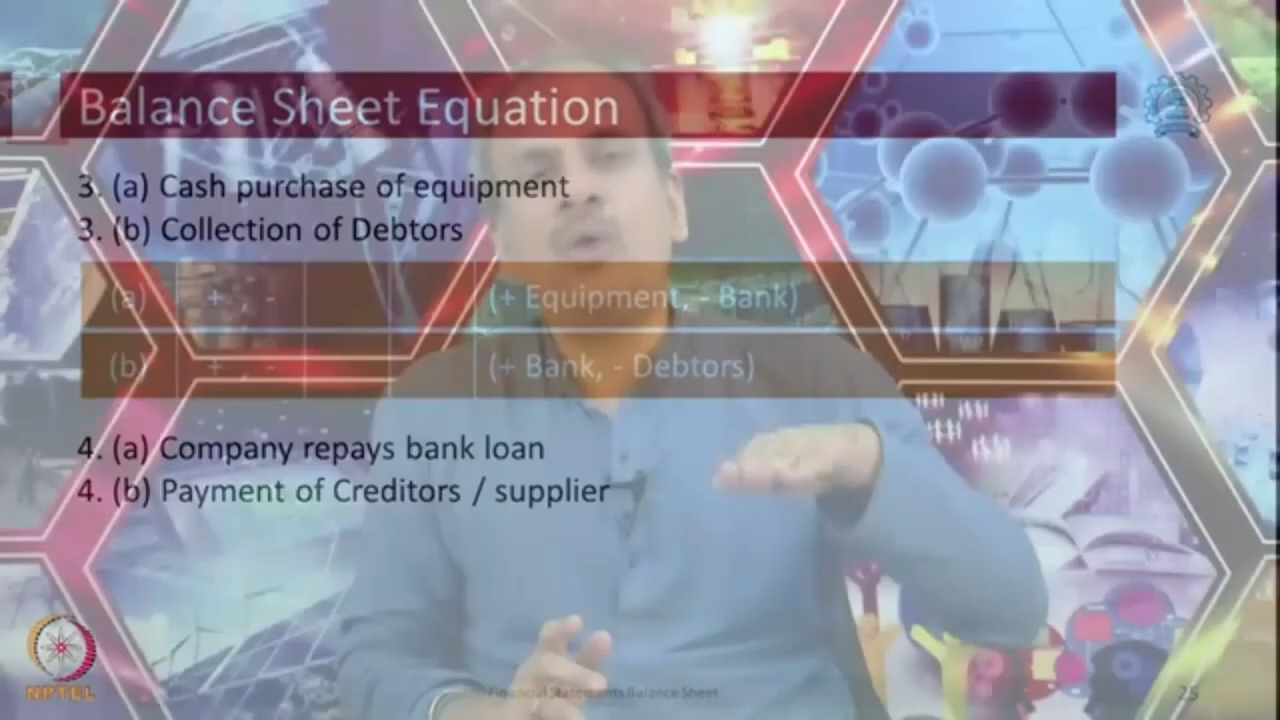 Balance Sheet Equation
3. (a) Cash purchase of equipment
3. (b) Collection of Debtors
(a) + , - (+ Equipment, - Bank)
(b) + , - (+ Bank, - Debtors)
4. (a) Company repays bank loan
4. (b) Payment of Creditors / supplier
NPTEL
Financial Statements Balance Sheet
25